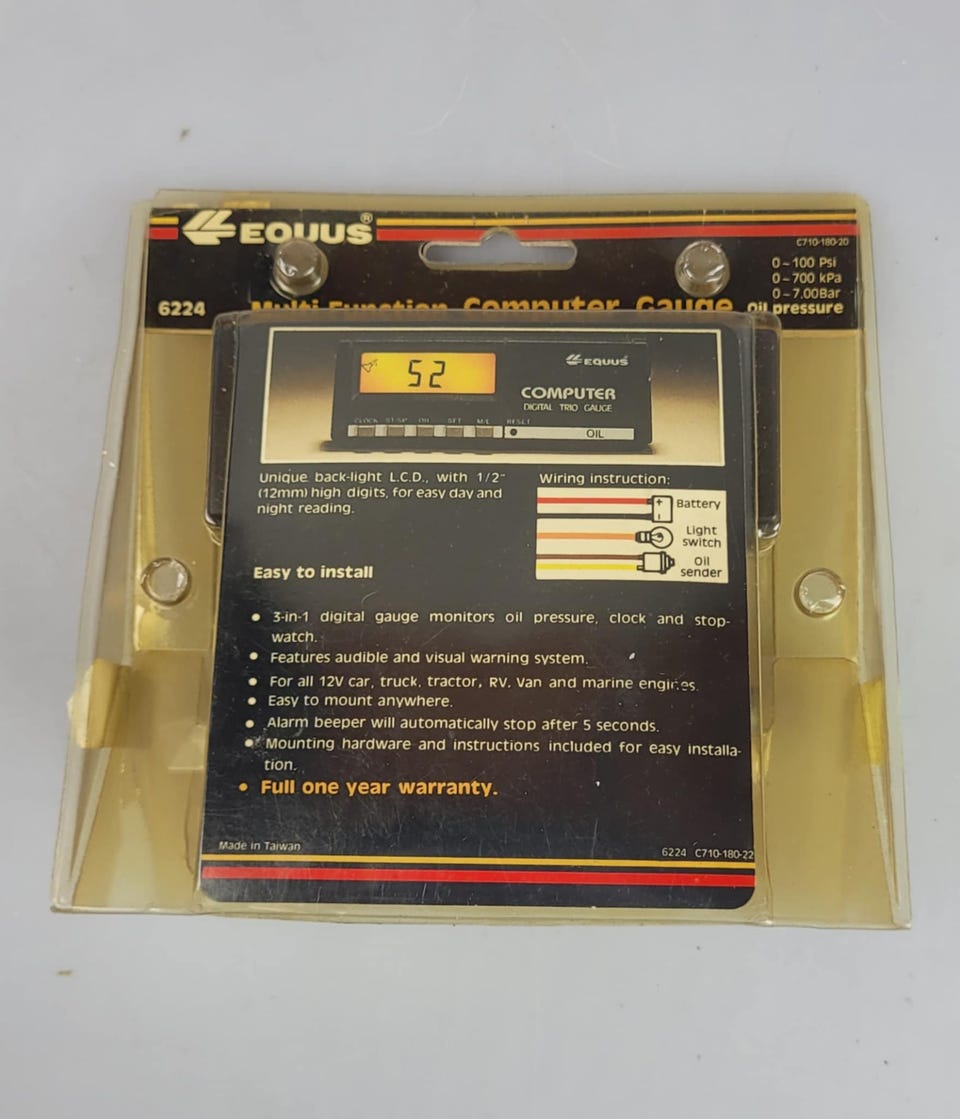 EQUUS®
C710-180-20
0~100 Psi
0~700 kPa
0~7.00Bar
6224 Multi-Function Computer Gauge Oil pressure
52
EQUUS
COMPUTER
DIGITAL TRIO GAUGE
CLOCK ST/SP OIL SET M/E RESET
OIL
Unique back-light L.C.D., with 1/2"
(12mm) high digits, for easy day and
night reading.
Wiring instruction:
+ Battery
-
Light
switch
Oil
sender
Easy to install
• 3-in-1 digital gauge monitors oil pressure, clock and stop-
watch.
• Features audible and visual warning system.
• For all 12V car, truck, tractor, RV, Van and marine engines.
• Easy to mount anywhere.
• Alarm beeper will automatically stop after 5 seconds.
• Mounting hardware and instructions included for easy installa-
tion.
• Full one year warranty.
Made in Taiwan
6224 C710-180-22